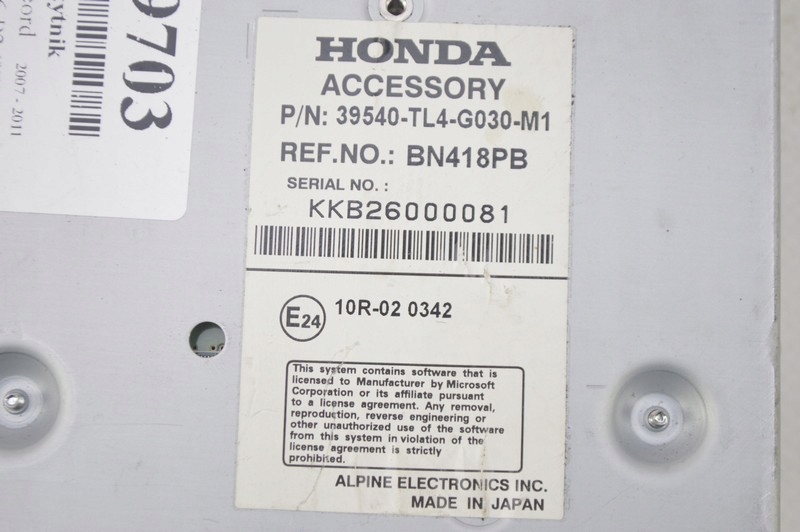 HONDA
ACCESSORY
P/N: 39540-TL4-G030-M1
REF.NO.: BN418PB
SERIAL NO. :
KKB26000081
E24 10R-02 0342
This system contains software that is
licensed to Manufacturer by Microsoft
Corporation or its affiliate pursuant
to a license agreement. Any removal,
reproduction, reverse engineering or
other unauthorized use of the software
from this system in violation of the
license agreement is strictly
prohibited.
ALPINE ELECTRONICS INC.
MADE IN JAPAN
9703
ytnik
cord 2007 - 2011